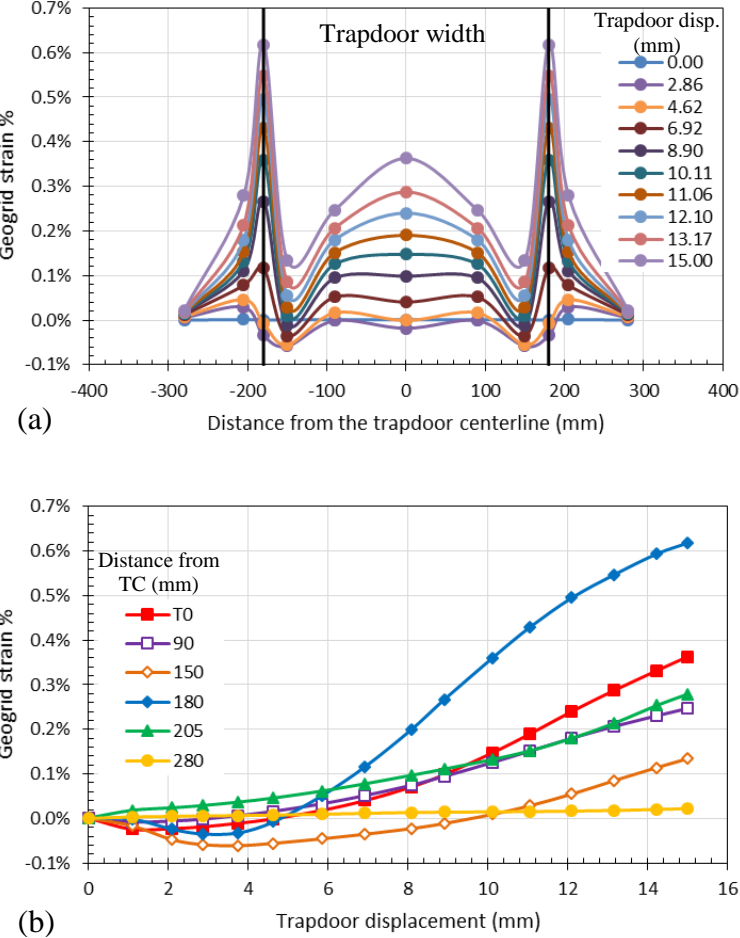 0.7%
0.6%
0.5%
0.4%
0.3%
0.2%
0.1%
0.0%
-0.1%
Geogrid strain %
Trapdoor width
Trapdoor disp.
(mm)
0.00
2.86
4.62
6.92
8.90
10.11
11.06
12.10
13.17
15.00
-400 -300 -200 -100 0 100 200 300 400
Distance from the trapdoor centerline (mm)
(a)
0.7%
0.6%
0.5%
0.4%
0.3%
0.2%
0.1%
0.0%
-0.1%
Geogrid strain %
Distance from
TC (mm)
T0
90
150
180
205
280
0 2 4 6 8 10 12 14 16
Trapdoor displacement (mm)
(b)